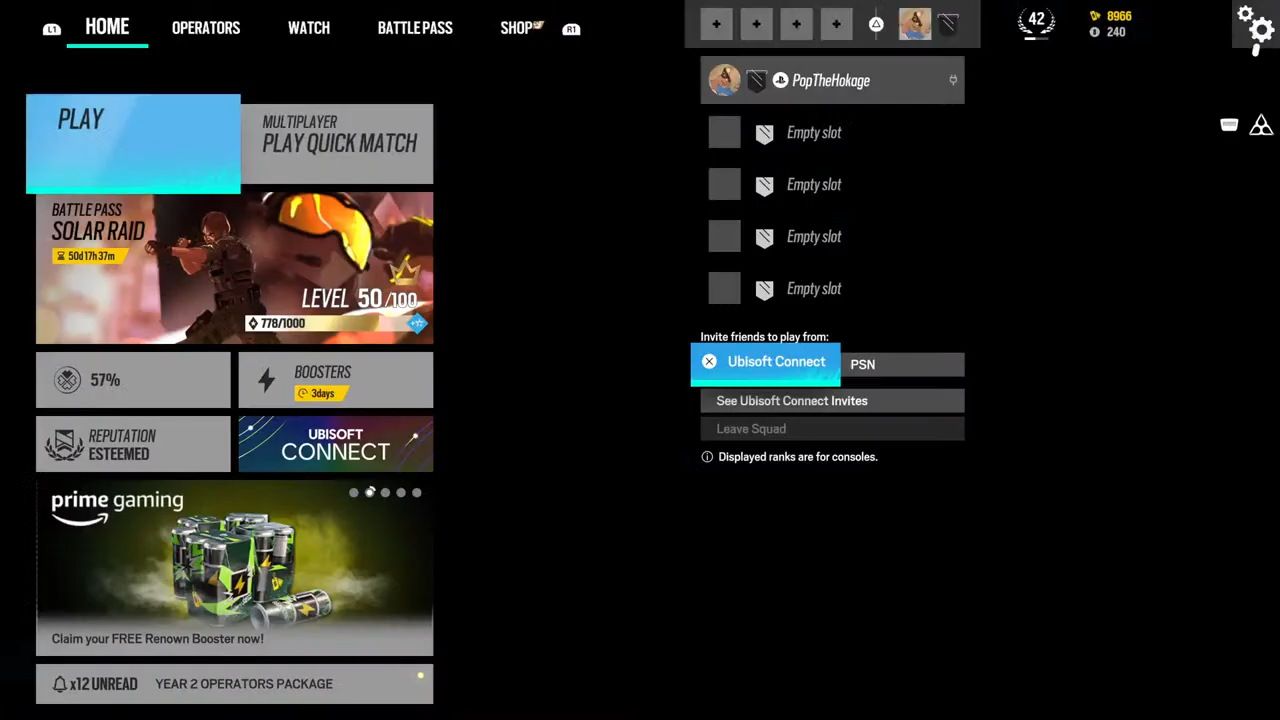 L1 HOME OPERATORS WATCH BATTLE PASS SHOP R1
42
8966
240
PLAY
MULTIPLAYER
PLAY QUICK MATCH
BATTLE PASS
SOLAR RAID
50d17h37m
LEVEL 50/100
778/1000
57%
BOOSTERS
3days
REPUTATION
ESTEEMED
UBISOFT
CONNECT
prime gaming
Claim your FREE Renown Booster now!
x12 UNREAD YEAR 2 OPERATORS PACKAGE
PopTheHokage
Empty slot
Empty slot
Empty slot
Empty slot
Invite friends to play from:
Ubisoft Connect PSN
See Ubisoft Connect Invites
Leave Squad
Displayed ranks are for consoles.